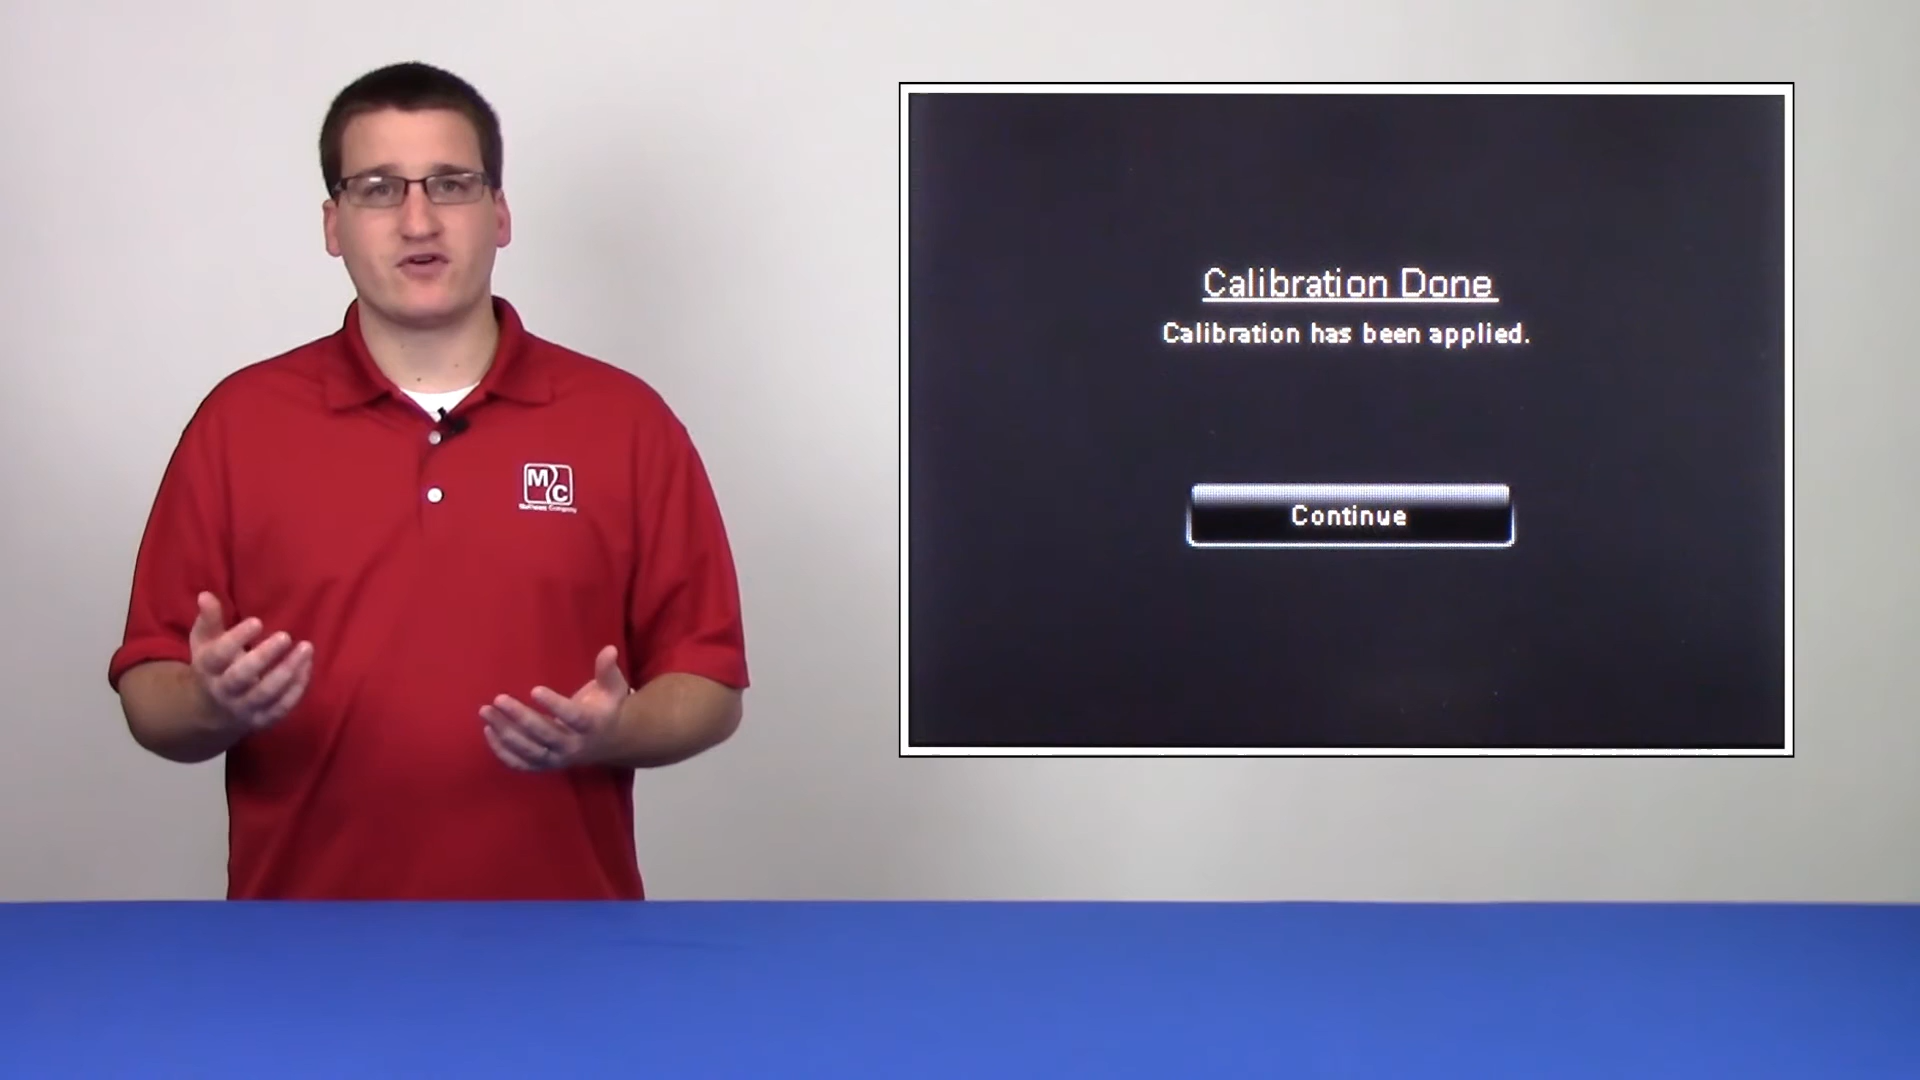 M
C
Calibration Done
Calibration has been applied.
Continue